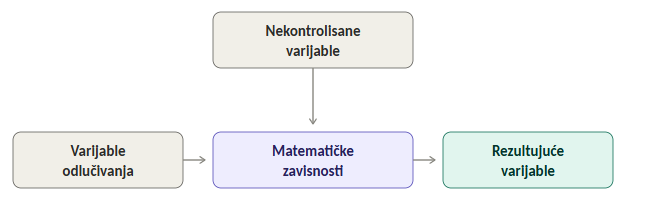 Nekontrolisane
varijable
Varijable
odlučivanja
Matematičke
zavisnosti
Rezultujuće
varijable